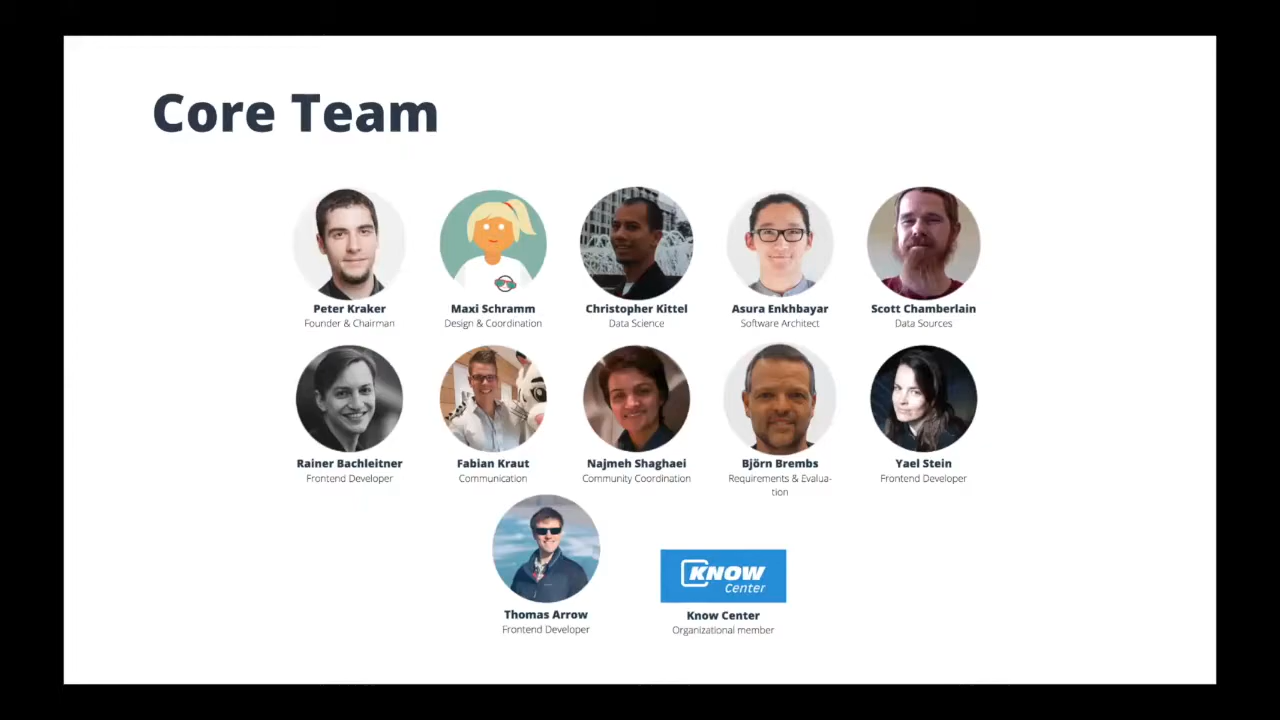 Core Team
Peter Kraker
Founder & Chairman
Maxi Schramm
Design & Coordination
Christopher Kittel
Data Science
Asura Enkhbayar
Software Architect
Scott Chamberlain
Data Sources
Rainer Bachleitner
Frontend Developer
Fabian Kraut
Communication
Najmeh Shaghaei
Community Coordination
Björn Brembs
Requirements & Evalua-
tion
Yael Stein
Frontend Developer
Thomas Arrow
Frontend Developer
KNOW
Center
Know Center
Organizational member